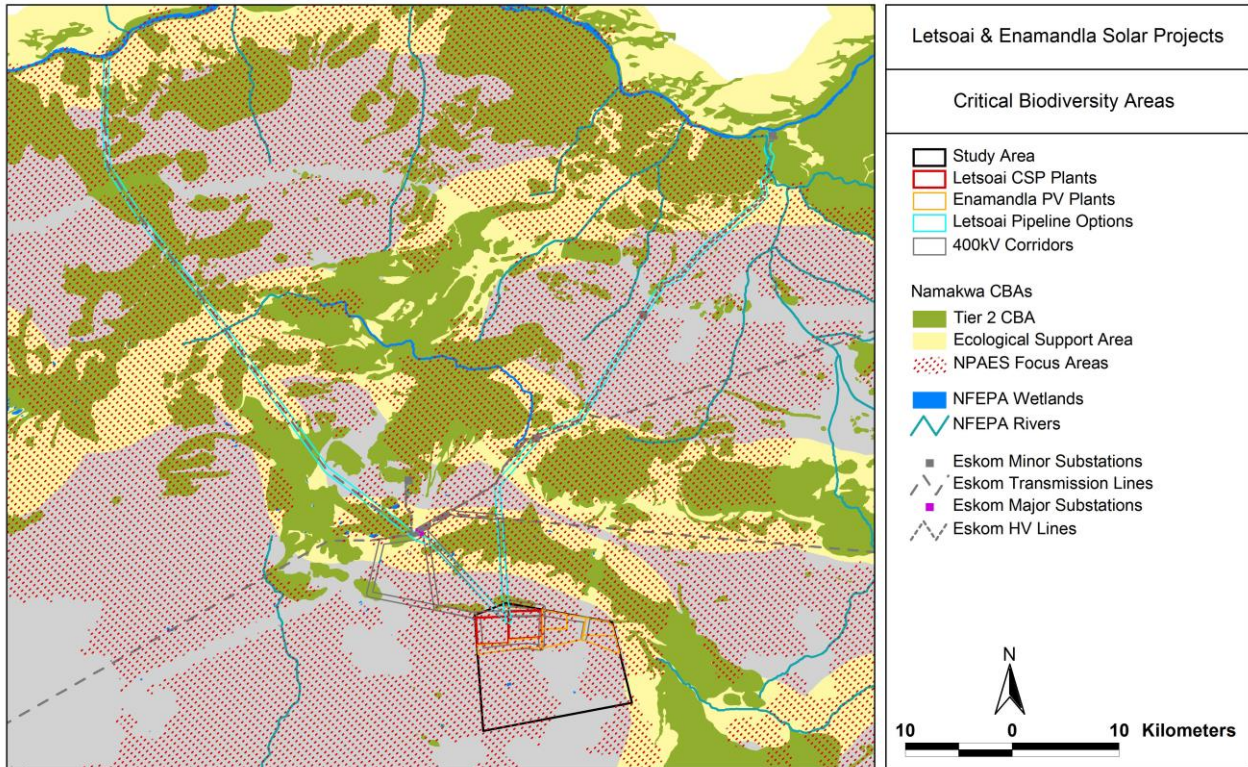 Letsoai & Enamandla Solar Projects
Critical Biodiversity Areas
Study Area
Letsoai CSP Plants
Enamandla PV Plants
Letsoai Pipeline Options
400kV Corridors
Namakwa CBAs
Tier 2 CBA
Ecological Support Area
NPAES Focus Areas
NFEPA Wetlands
NFEPA Rivers
Eskom Minor Substations
Eskom Transmission Lines
Eskom Major Substations
Eskom HV Lines
N
10 0 10 Kilometers